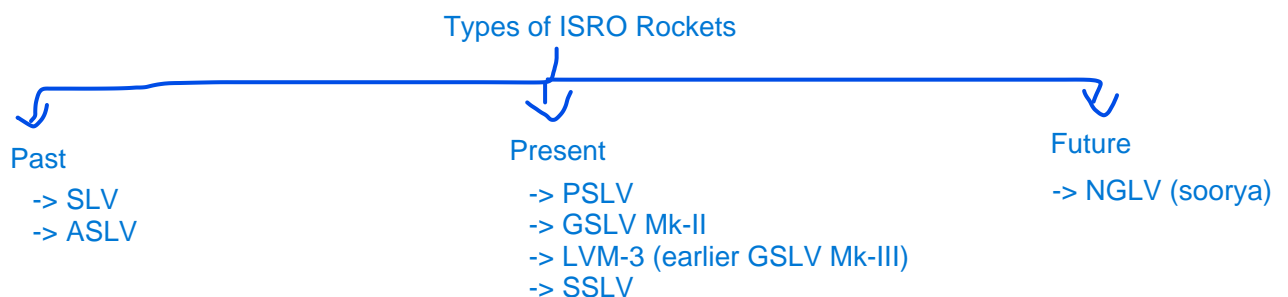 Types of ISRO Rockets
Past
-> SLV
-> ASLV
Present
-> PSLV
-> GSLV Mk-II
-> LVM-3 (earlier GSLV Mk-III)
-> SSLV
Future
-> NGLV (soorya)